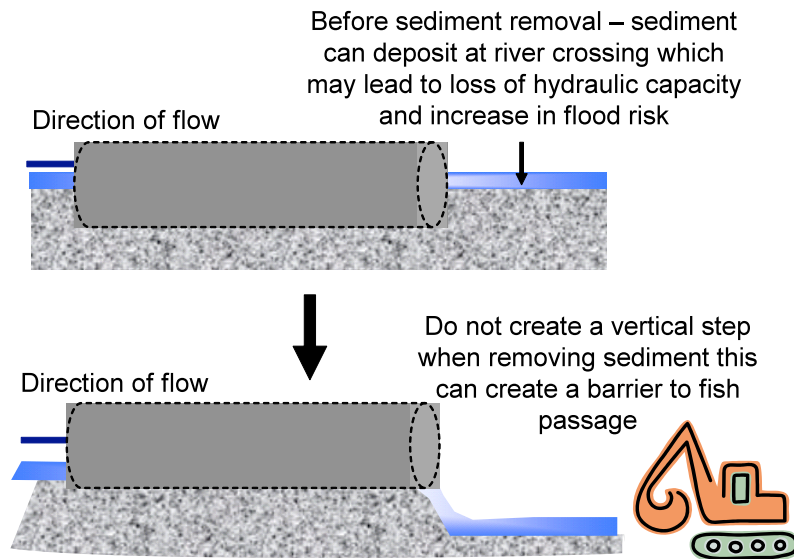 Before sediment removal – sediment
can deposit at river crossing which
may lead to loss of hydraulic capacity
and increase in flood risk
Direction of flow
Do not create a vertical step
when removing sediment this
can create a barrier to fish
passage
Direction of flow